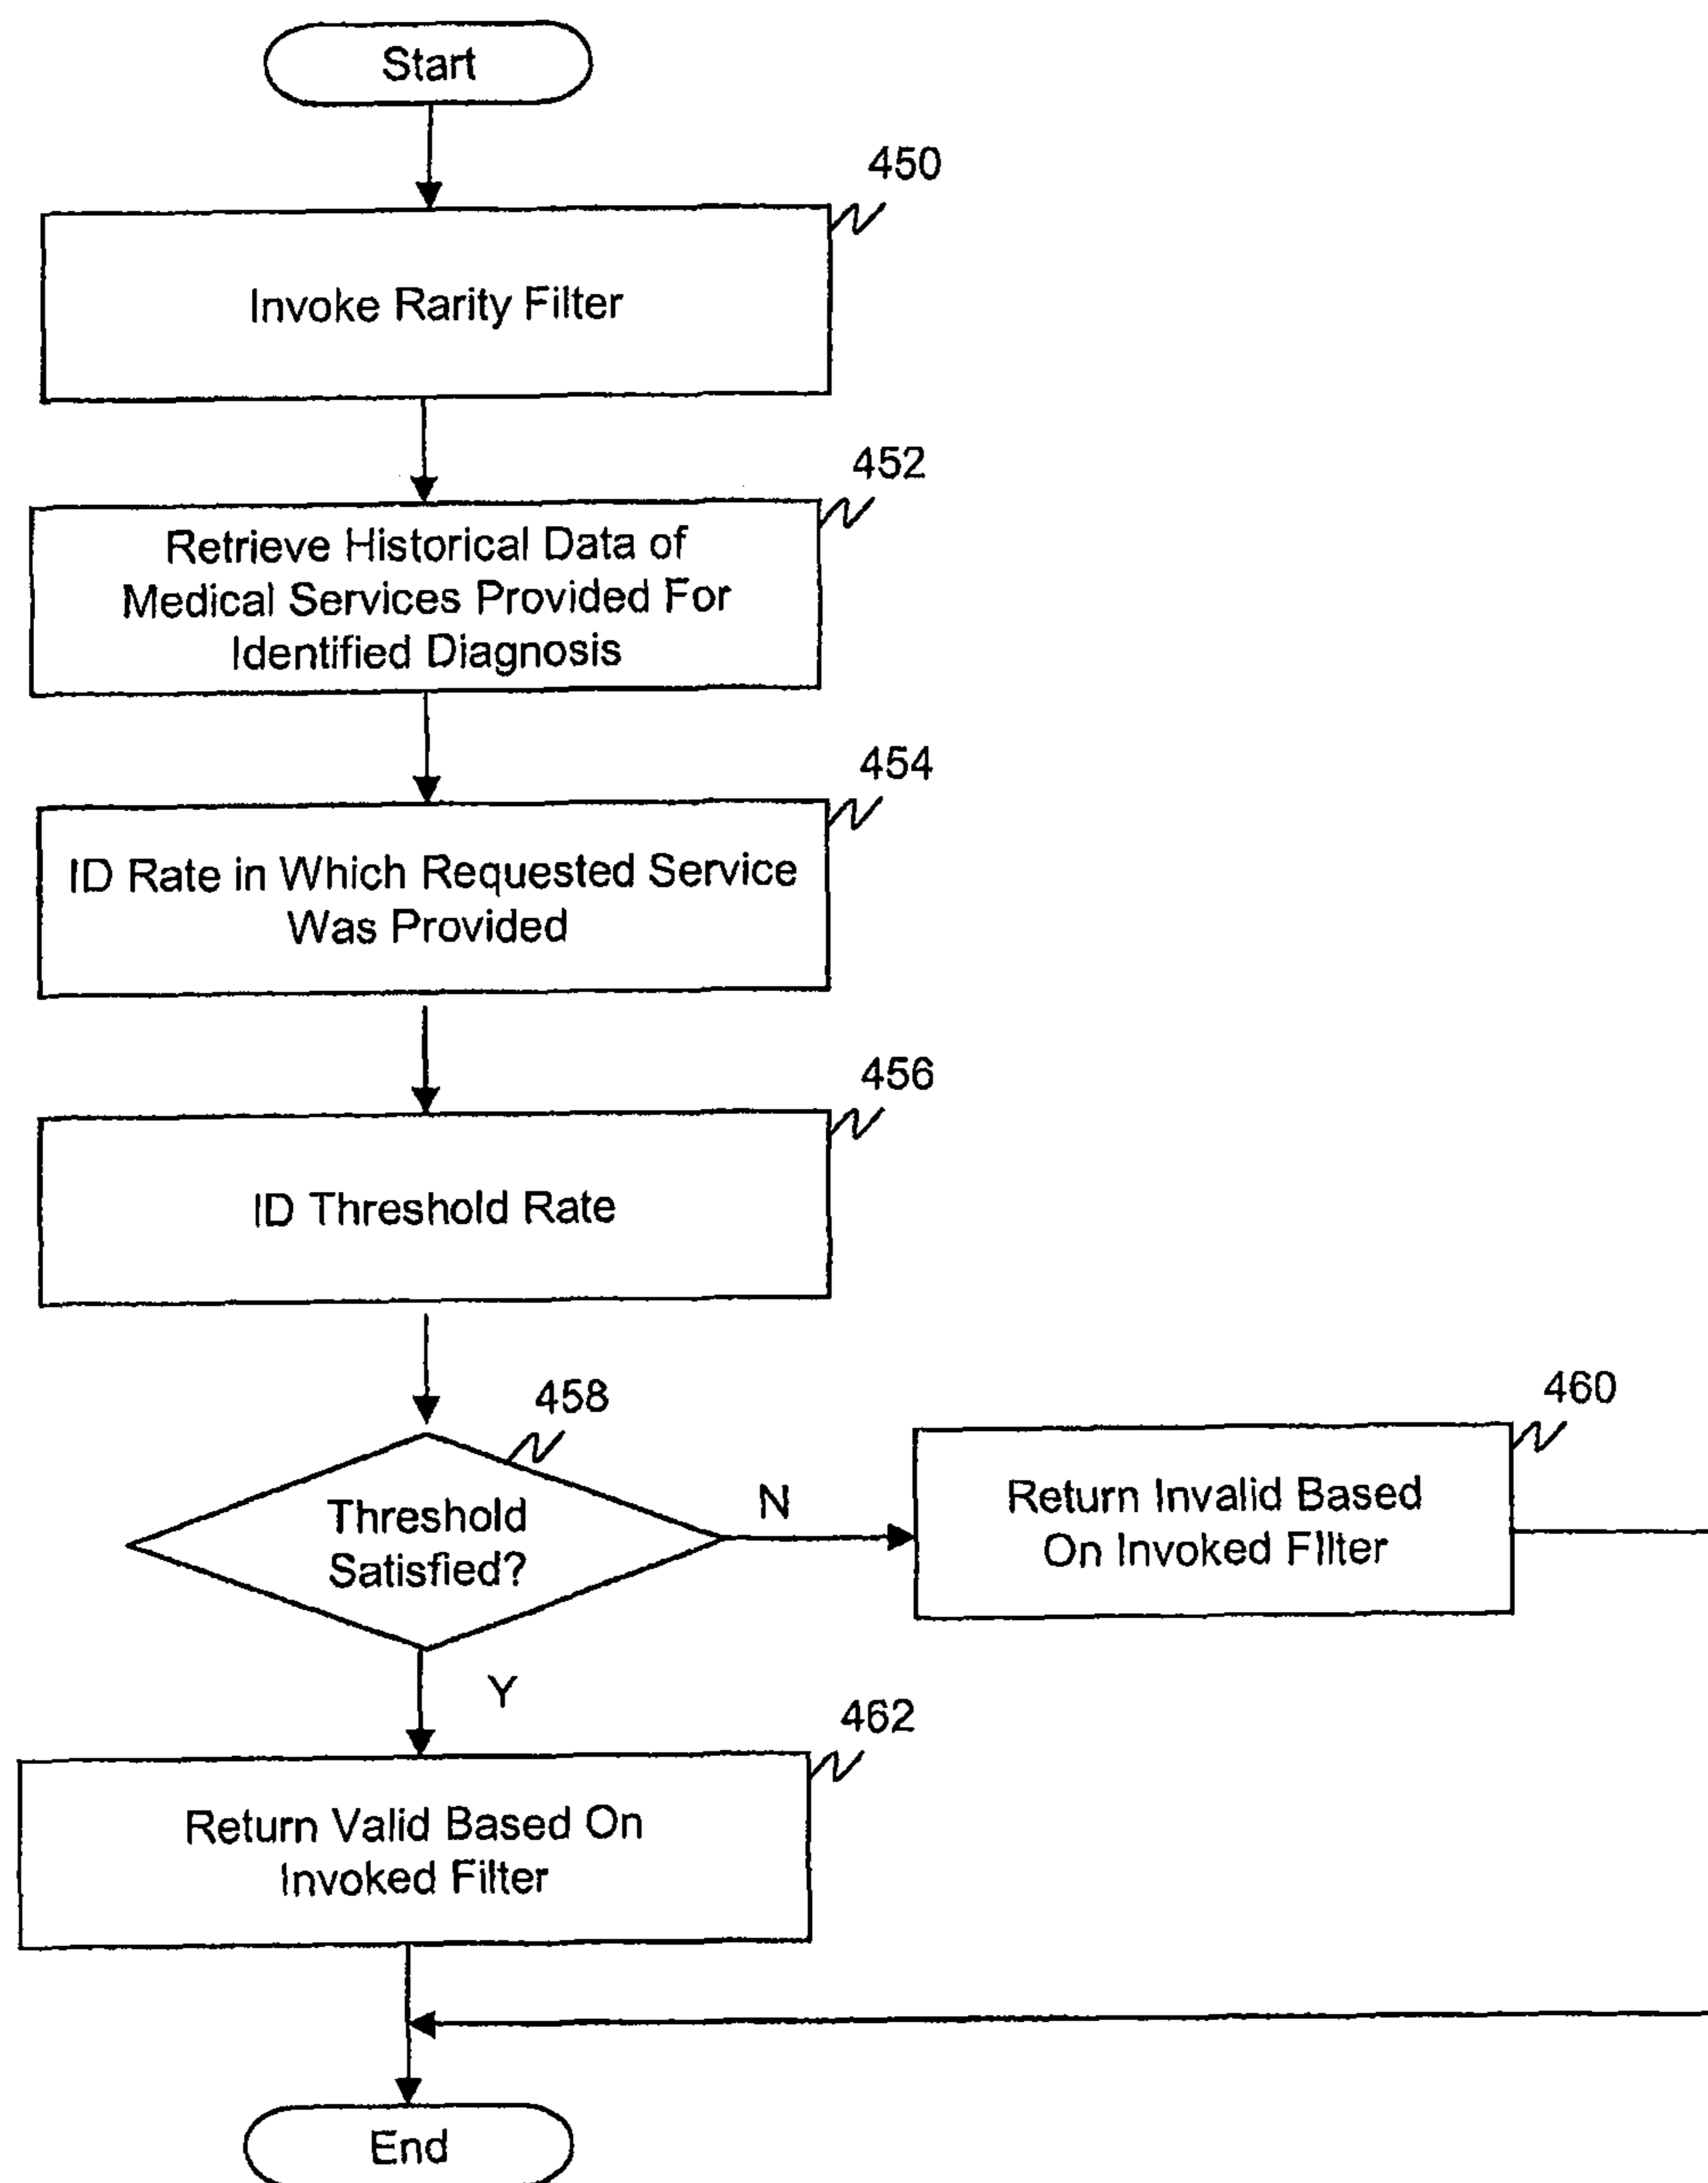 Start
450
Invoke Rarity Filter
452
Retrieve Historical Data of
Medical Services Provided For
Identified Diagnosis
454
ID Rate in Which Requested Service
Was Provided
456
ID Threshold Rate
458
Threshold
Satisfied?
N
460
Return Invalid Based
On Invoked Filter
Y
462
Return Valid Based On
Invoked Filter
End